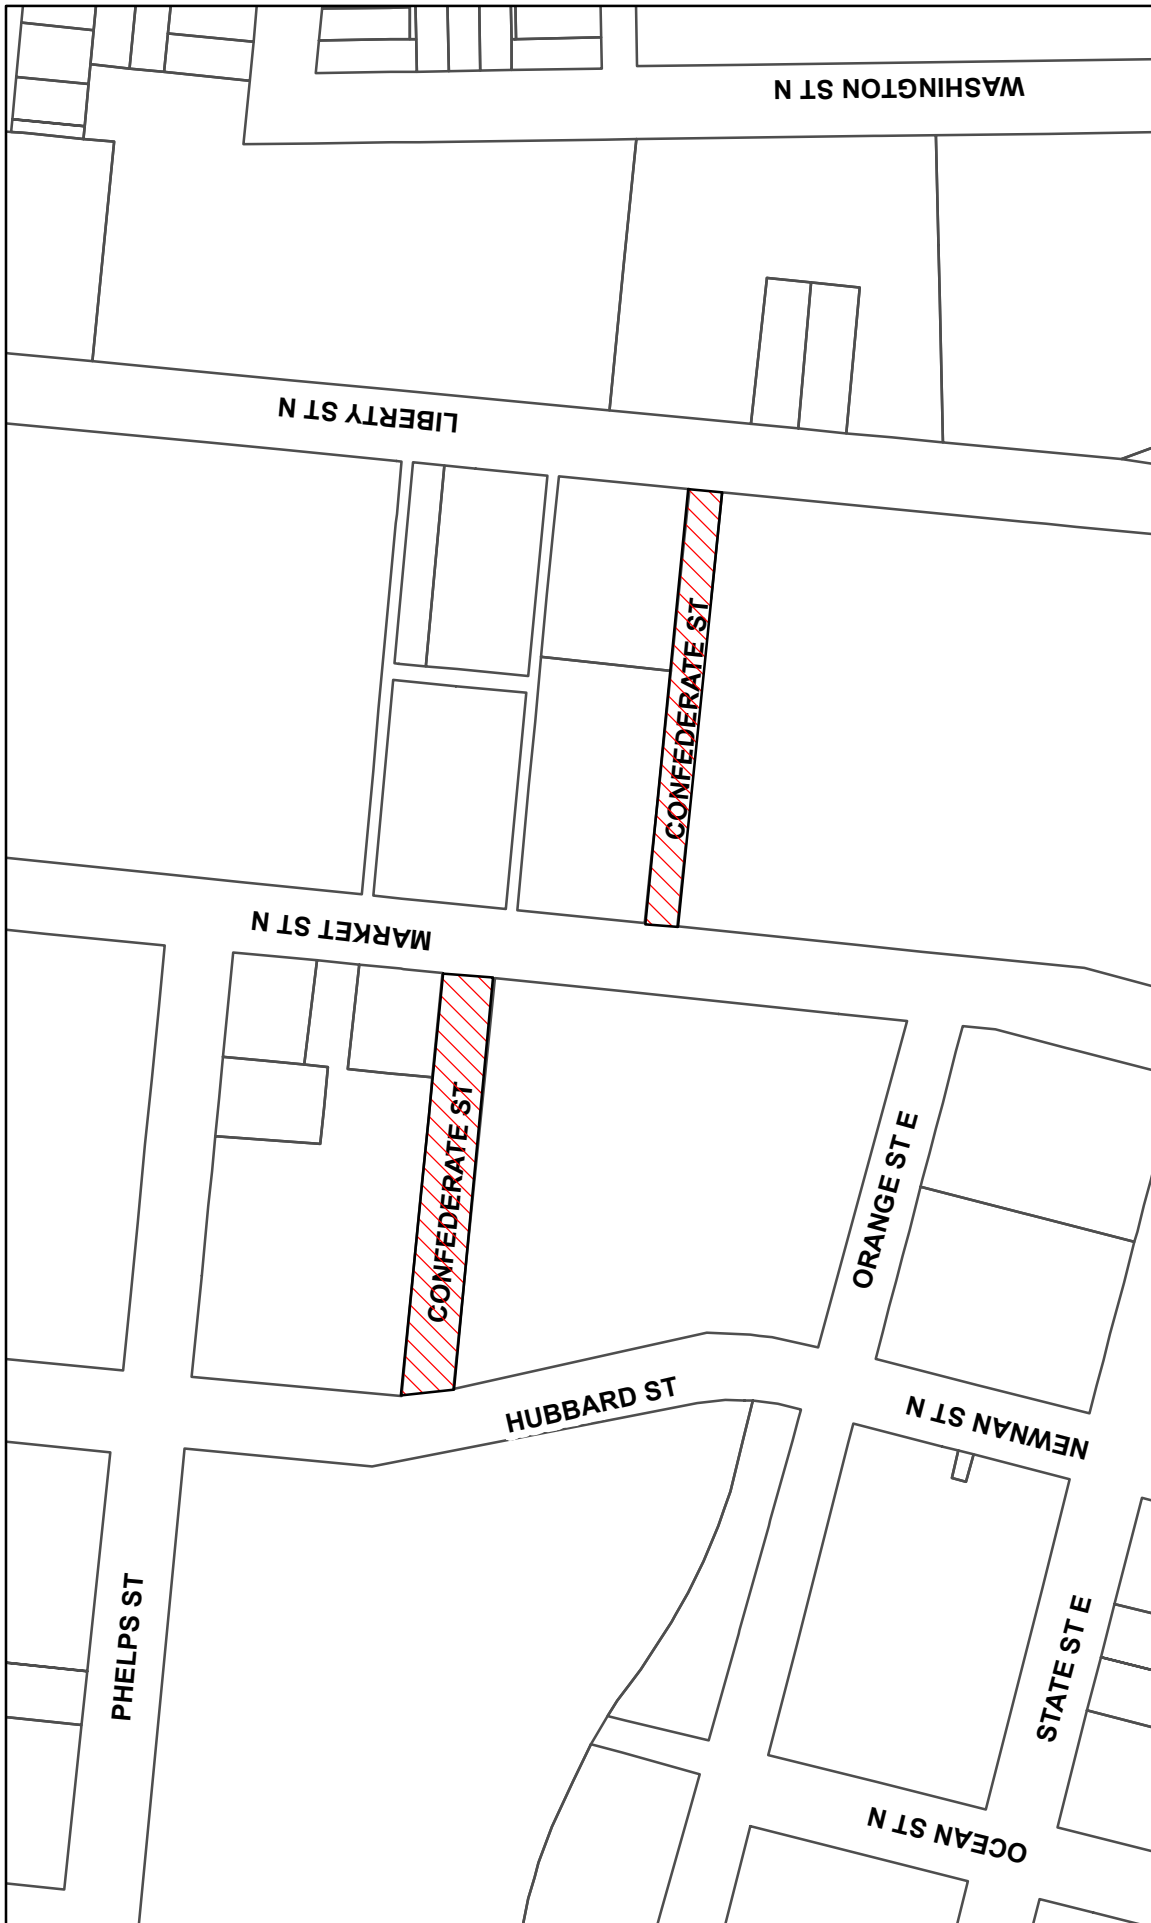 WASHINGTON ST N
LIBERTY ST N
CONFEDERATE ST
MARKET ST N
CONFEDERATE ST
ORANGE ST E
HUBBARD ST
NEWNAN ST N
PHELPS ST
STATE ST E
OCEAN ST N